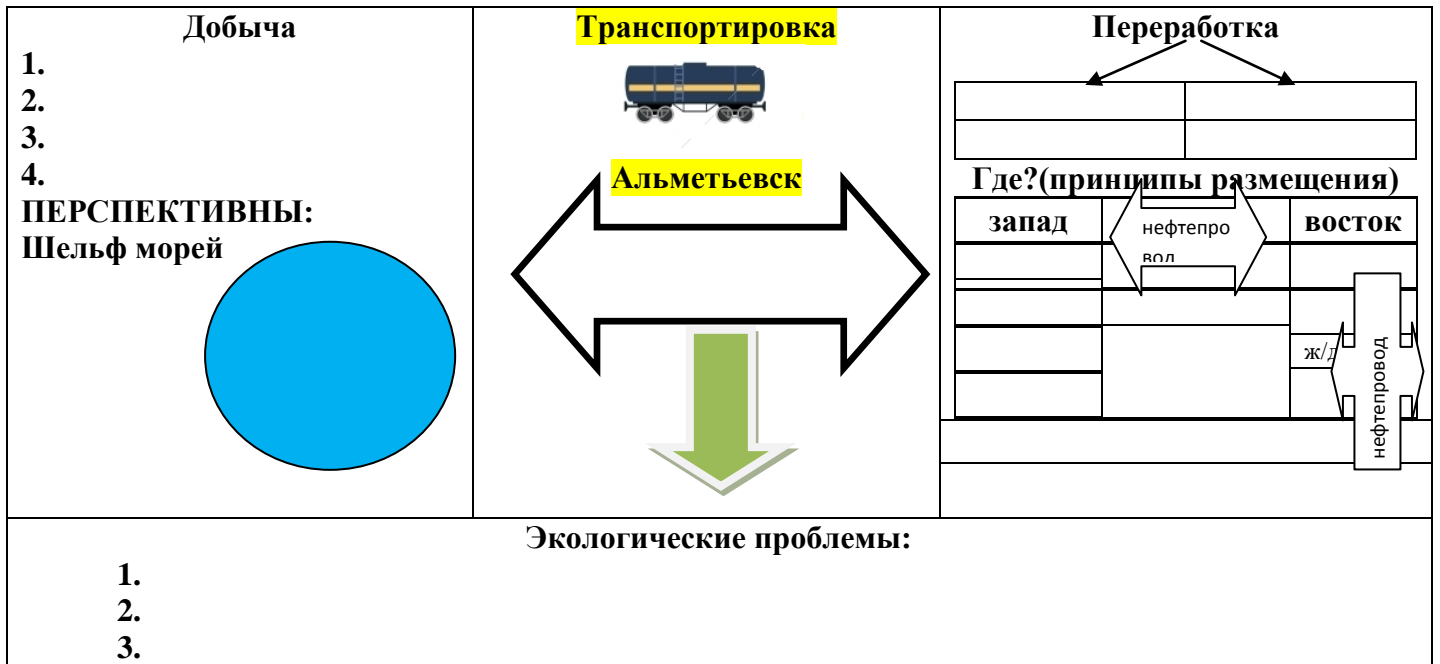 Добыча
1.
2.
3.
4.
ПЕРСПЕКТИВНЫ:
Шельф морей
Транспортировка
Альметьевск
Переработка
Где?(принципы размещения)
запад
восток
нефтепро
вод
ж/д
нефтепровод
Экологические проблемы:
1.
2.
3.